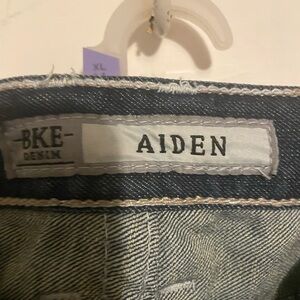 XL
-BKE-
DENIM
AIDEN